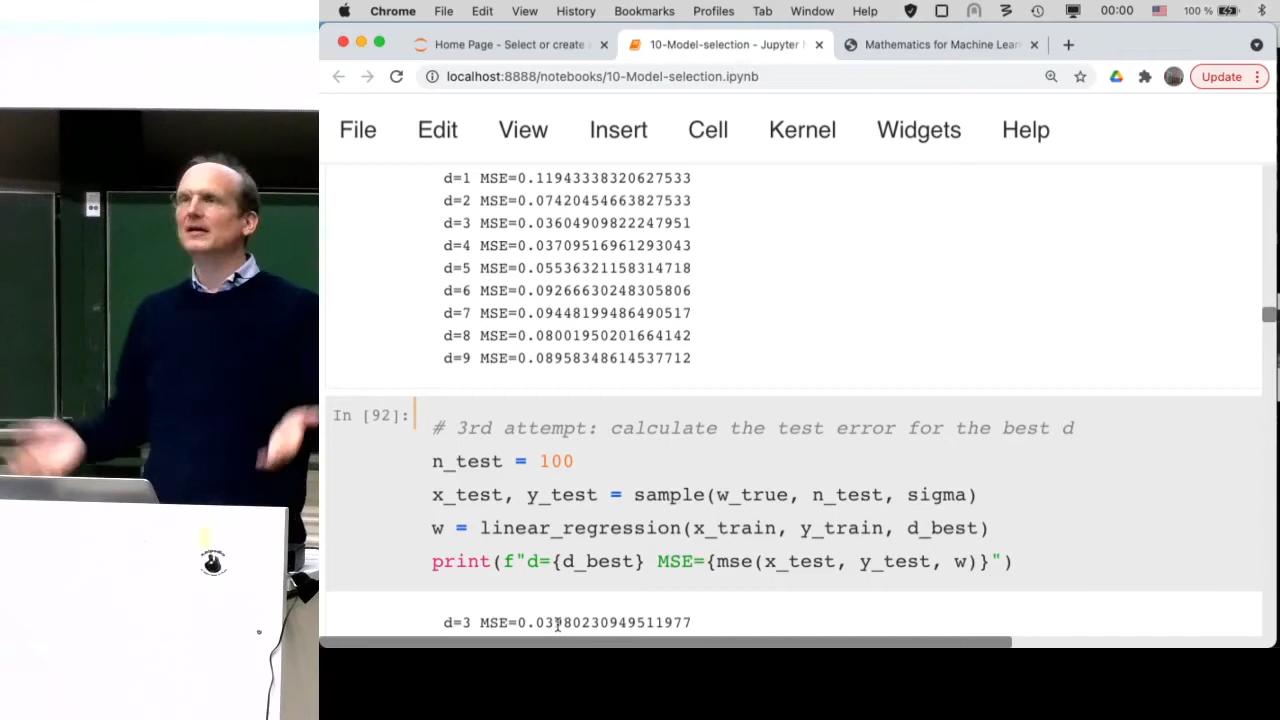 Chrome File Edit View History Bookmarks Profiles Tab Window Help 00:00 100 %
Home Page - Select or create a
10-Model-selection - Jupyter
Mathematics for Machine Lear
localhost:8888/notebooks/10-Model-selection.ipynb
Update
File Edit View Insert Cell Kernel Widgets Help
d=1 MSE=0.11943338320627533
d=2 MSE=0.07420454663827533
d=3 MSE=0.03604909822247951
d=4 MSE=0.03709516961293043
d=5 MSE=0.05536321158314718
d=6 MSE=0.09266630248305806
d=7 MSE=0.09448199486490517
d=8 MSE=0.08001950201664142
d=9 MSE=0.08958348614537712
In [92]:
# 3rd attempt: calculate the test error for the best d
n_test = 100
x_test, y_test = sample(w_true, n_test, sigma)
w = linear_regression(x_train, y_train, d_best)
print(f"d={d_best} MSE={mse(x_test, y_test, w)}")
d=3 MSE=0.03980230949511977